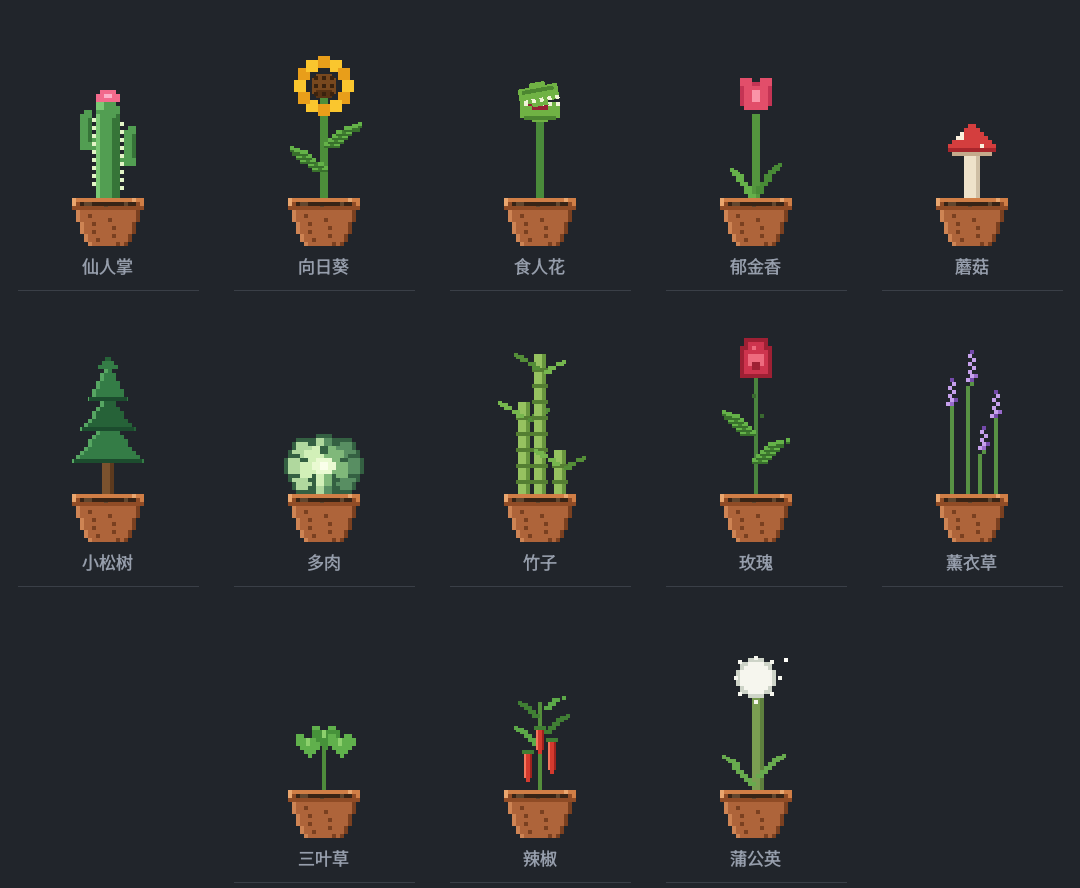 仙人掌
向日葵
食人花
郁金香
蘑菇
小松树
多肉
竹子
玫瑰
薰衣草
三叶草
辣椒
蒲公英